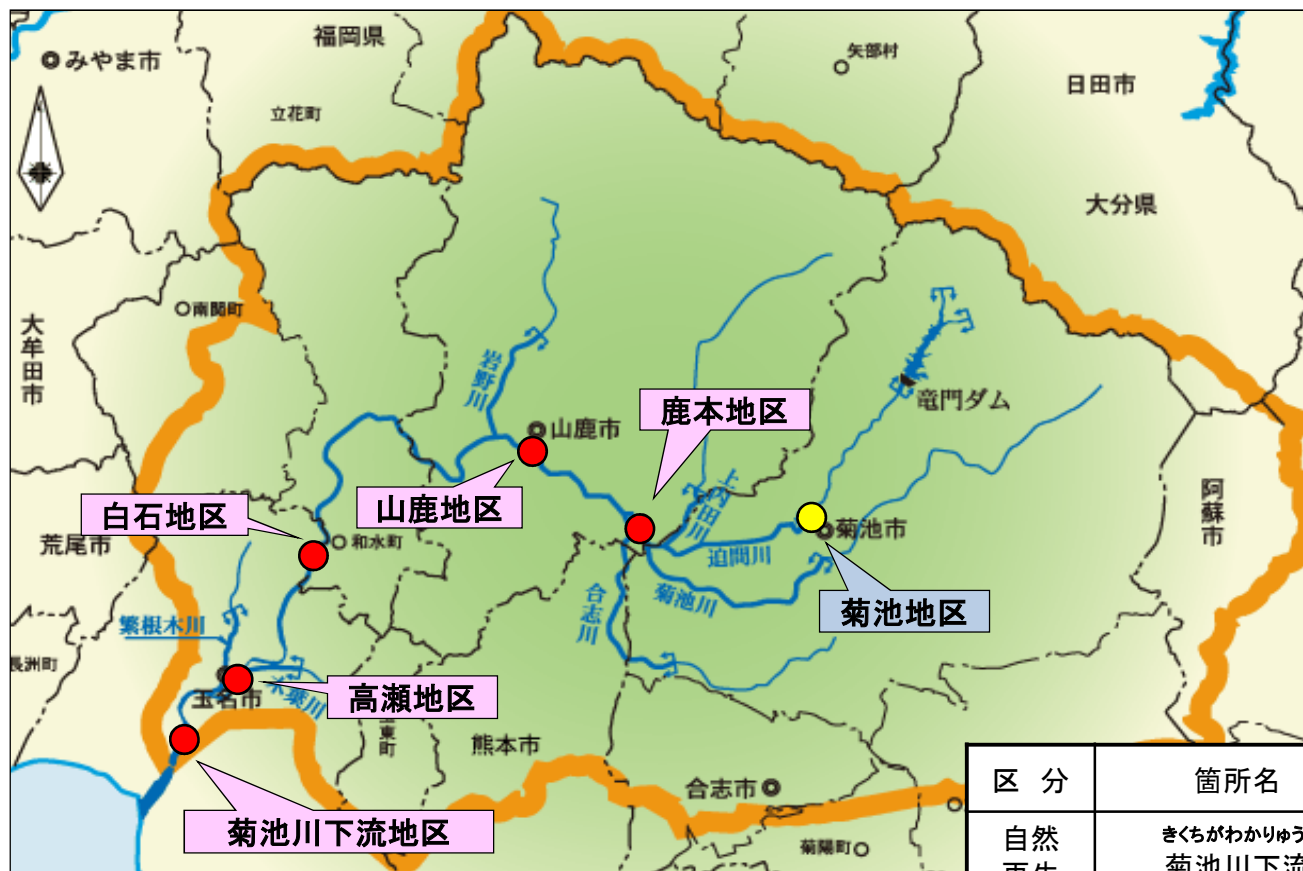 福岡県
みやま市
矢部村
日田市
立花町
大分県
南関町
大牟田市
岩野川
竜門ダム
鹿本地区
山鹿市
山鹿地区
白石地区
上内田川
阿蘇市
菊池市
荒尾市
和水町
迫間川
菊池川
合志川
菊池地区
繁根木川
長洲町
高瀬地区
玉名市
木葉川
東町
熊本市
合志市
菊池川下流地区
菊陽町
区 分
箇所名
自然
きくちがわかりゅう
菊池川下流
再生